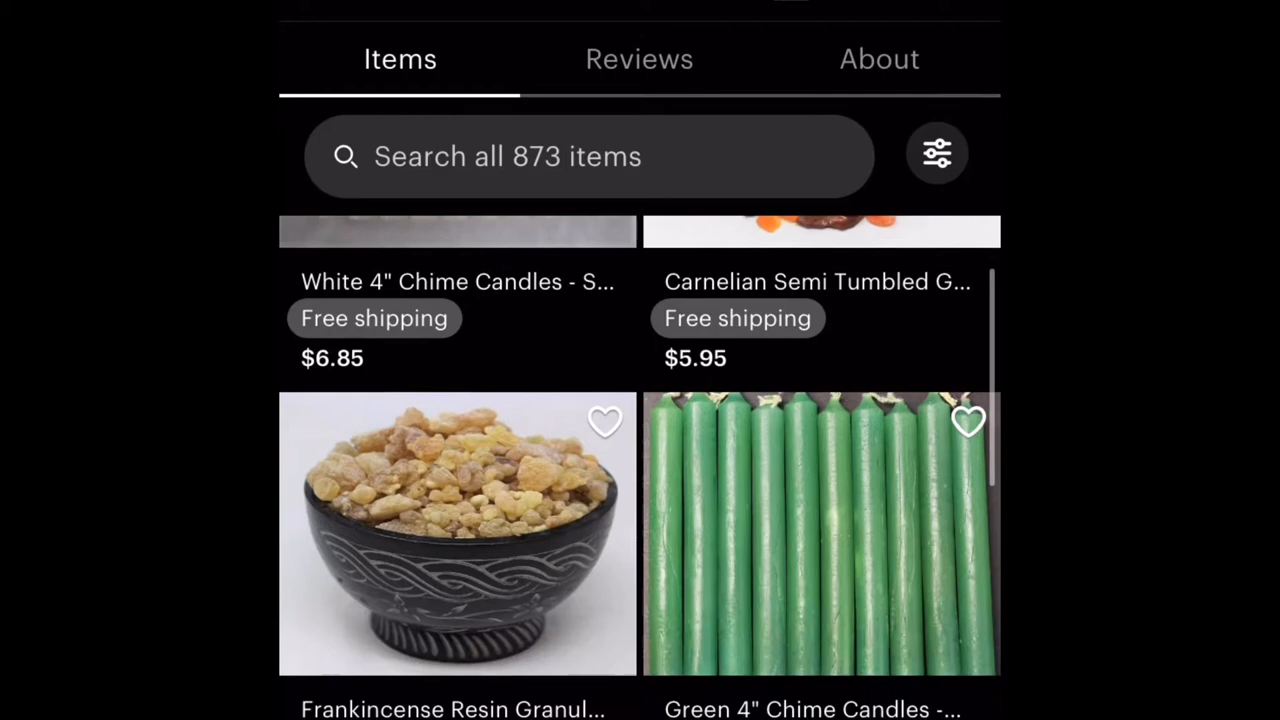 Items
Reviews
About
Search all 873 items
White 4" Chime Candles - S...
Carnelian Semi Tumbled G...
Free shipping
Free shipping
$6.85
$5.95
Frankincense Resin Granul...
Green 4" Chime Candles -...